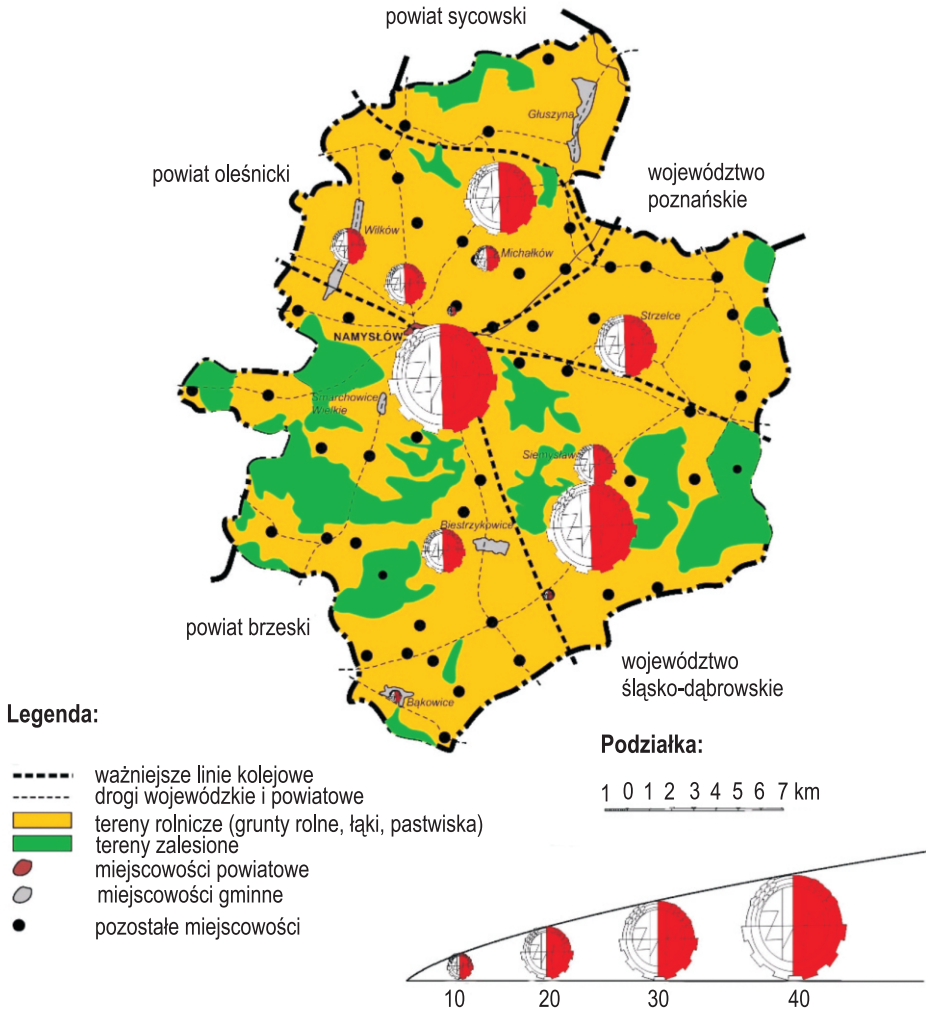 powiat sycowski
Głuszyna
powiat oleśnicki
województwo
poznańskie
Wilków
Michałków
NAMYSŁÓW
Strzelce
Smarchowice
Wielkie
Siemysłów
Biestrzykowice
powiat brzeski
województwo
śląsko-dąbrowskie
Bąkowice
Legenda:
ważniejsze linie kolejowe
drogi wojewódzkie i powiatowe
tereny rolnicze (grunty rolne, łąki, pastwiska)
tereny zalesione
miejscowości powiatowe
miejscowości gminne
pozostałe miejscowości
Podziałka:
1 0 1 2 3 4 5 6 7 km
10 20 30 40